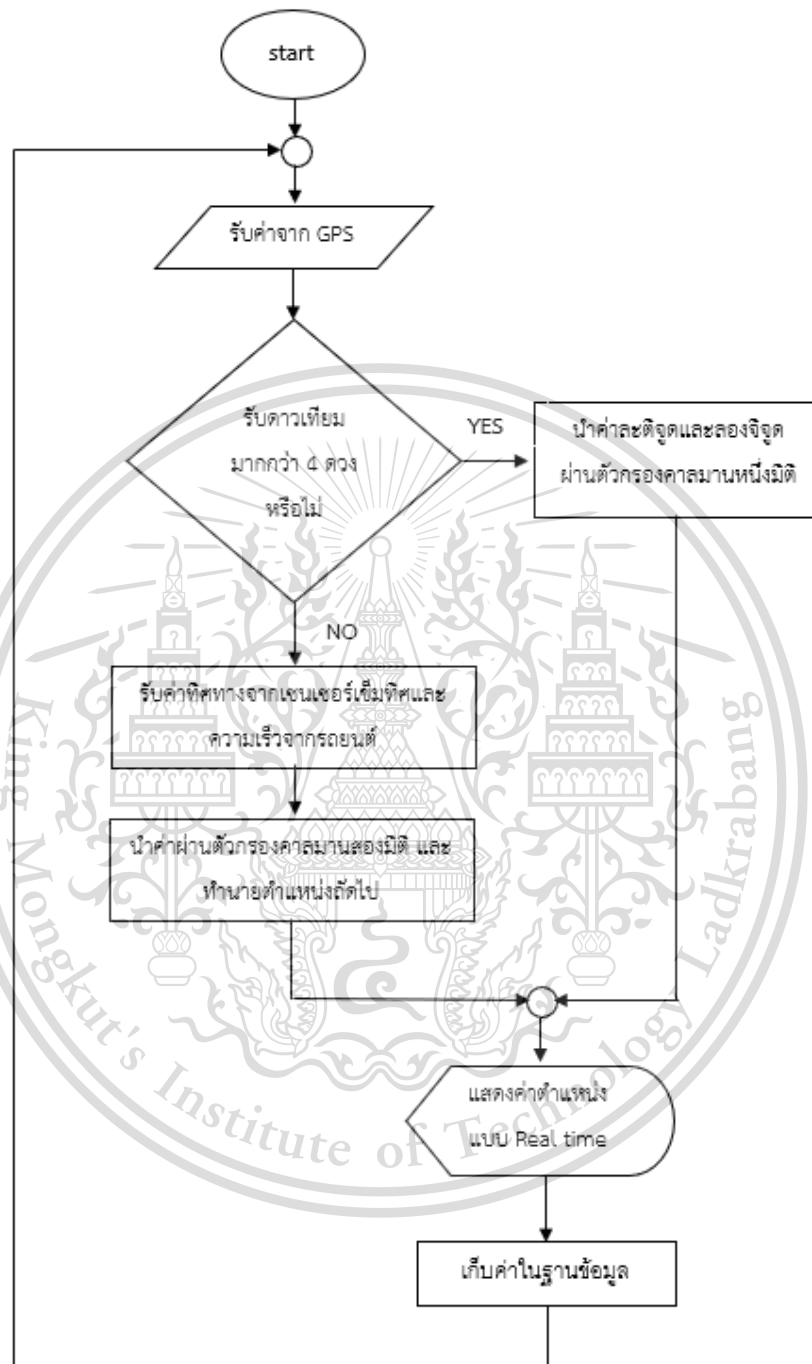 start
รับค่าจาก GPS
รับดาวเทียม
มากกว่า 4 ดวง
หรือไม่
YES
นำค่าละติจูดและลองจิจูด
ผ่านตัวกรองคาลมานหนึ่งมิติ
NO
รับค่าทิศทางจากเซนเซอร์เข็มทิศและ
ความเร็วจากรถยนต์
นำค่าผ่านตัวกรองคาลมานสองมิติ และ
ทำนายตำแหน่งถัดไป
แสดงค่าตำแหน่ง
แบบ Real time
เก็บค่าในฐานข้อมูล
King Mongkut's Institute of Technology Ladkrabang